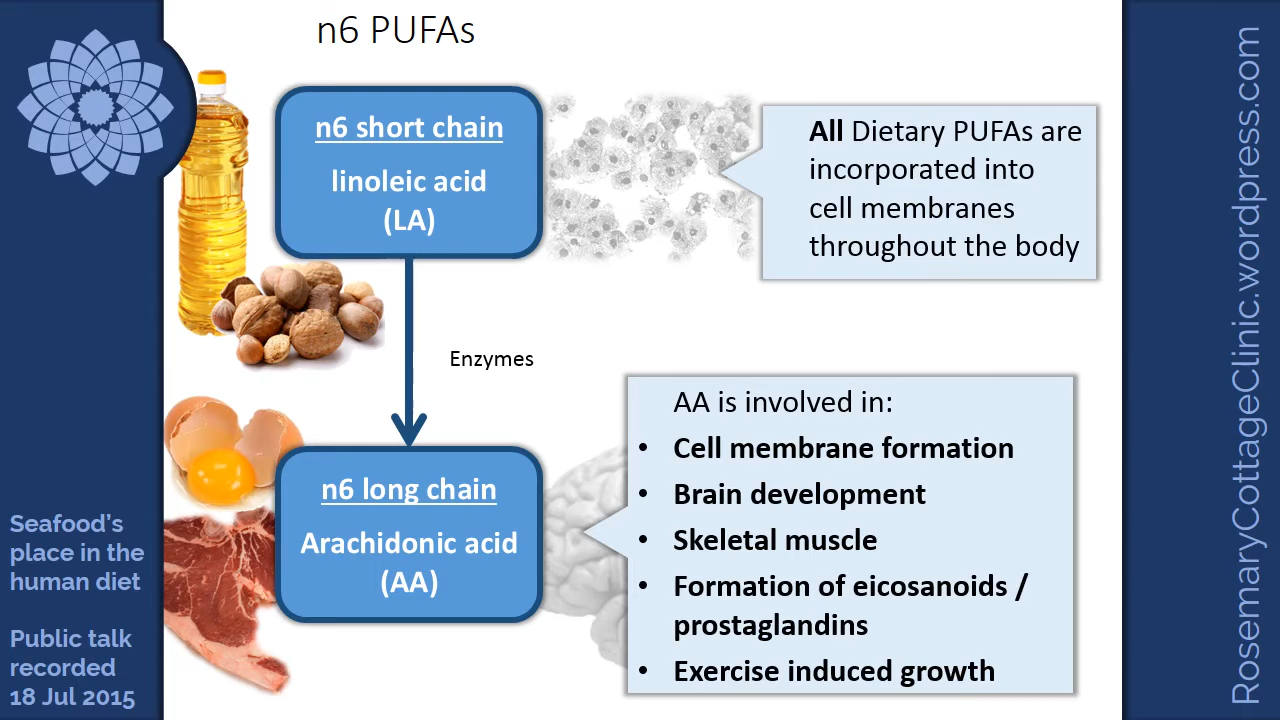 n6 PUFAs
n6 short chain
linoleic acid
(LA)
All Dietary PUFAs are
incorporated into
cell membranes
throughout the body
Enzymes
n6 long chain
Arachidonic acid
(AA)
AA is involved in:
• Cell membrane formation
• Brain development
• Skeletal muscle
• Formation of eicosanoids /
prostaglandins
• Exercise induced growth
Seafood's
place in the
human diet
Public talk
recorded
18 Jul 2015
RosemaryCottageClinic.wordpress.com